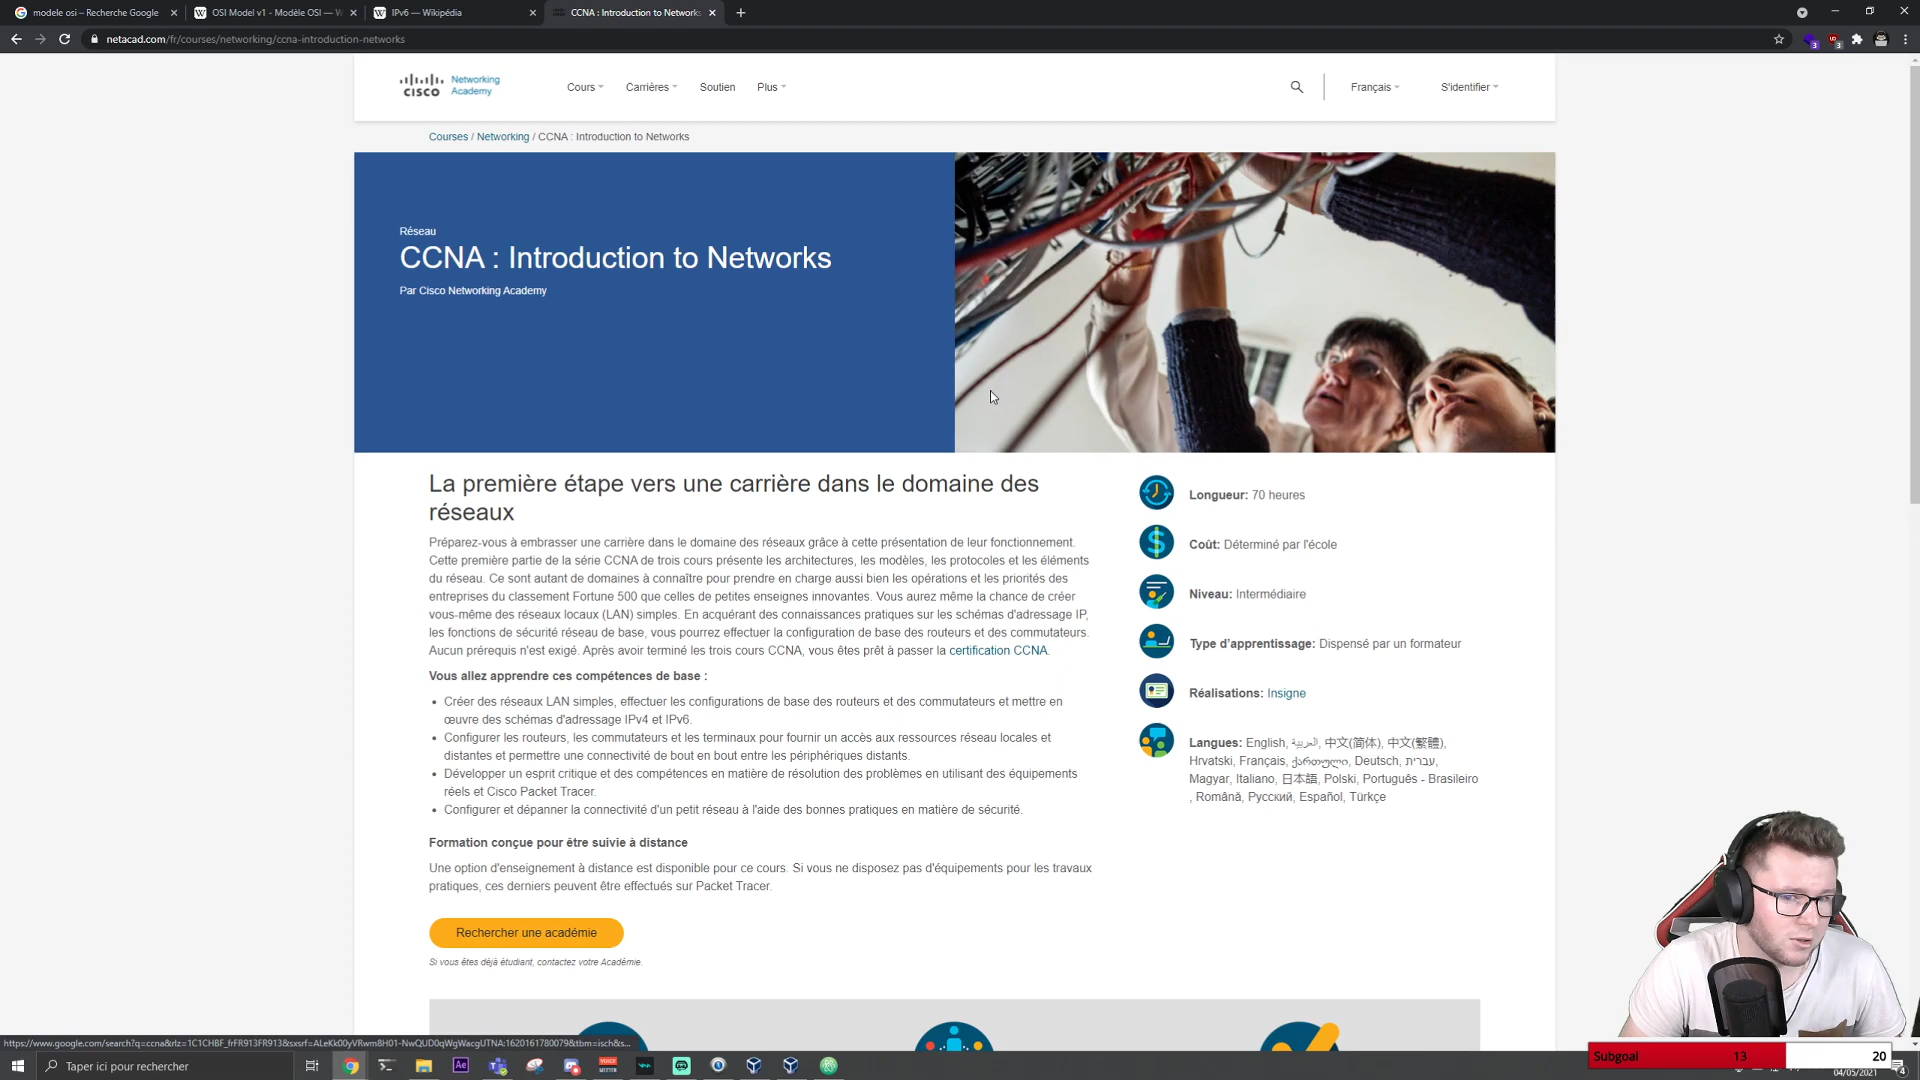 modele osi – Recherche Google
OSI Model v1 - Modèle OSI — W
IPv6 — Wikipédia
CCNA : Introduction to Networks
netacad.com/fr/courses/networking/ccna-introduction-networks
CISCO Networking Academy
Cours
Carrières
Soutien
Plus
Français
S'identifier
Courses / Networking / CCNA : Introduction to Networks
Réseau
CCNA : Introduction to Networks
Par Cisco Networking Academy
La première étape vers une carrière dans le domaine des
réseaux
Préparez-vous à embrasser une carrière dans le domaine des réseaux grâce à cette présentation de leur fonctionnement.
Cette première partie de la série CCNA de trois cours présente les architectures, les modèles, les protocoles et les éléments
du réseau. Ce sont autant de domaines à connaître pour prendre en charge aussi bien les opérations et les priorités des
entreprises du classement Fortune 500 que celles de petites enseignes innovantes. Vous aurez même la chance de créer
vous-même des réseaux locaux (LAN) simples. En acquérant des connaissances pratiques sur les schémas d'adressage IP,
les fonctions de sécurité réseau de base, vous pourrez effectuer la configuration de base des routeurs et des commutateurs.
Aucun prérequis n'est exigé. Après avoir terminé les trois cours CCNA, vous êtes prêt à passer la certification CCNA.
Vous allez apprendre ces compétences de base :
• Créer des réseaux LAN simples, effectuer les configurations de base des routeurs et des commutateurs et mettre en
œuvre des schémas d'adressage IPv4 et IPv6.
• Configurer les routeurs, les commutateurs et les terminaux pour fournir un accès aux ressources réseau locales et
distantes et permettre une connectivité de bout en bout entre les périphériques distants.
• Développer un esprit critique et des compétences en matière de résolution des problèmes en utilisant des équipements
réels et Cisco Packet Tracer.
• Configurer et dépanner la connectivité d'un petit réseau à l'aide des bonnes pratiques en matière de sécurité.
Formation conçue pour être suivie à distance
Une option d'enseignement à distance est disponible pour ce cours. Si vous ne disposez pas d'équipements pour les travaux
pratiques, ces derniers peuvent être effectués sur Packet Tracer.
Rechercher une académie
Si vous êtes déjà étudiant, contactez votre Académie.
Longueur: 70 heures
Coût: Déterminé par l'école
Niveau: Intermédiaire
Type d'apprentissage: Dispensé par un formateur
Réalisations: Insigne
Langues: English, العربية, 中文(简体), 中文(繁體),
Hrvatski, Français, ქართული, Deutsch, עברית,
Magyar, Italiano, 日本語, Polski, Português - Brasileiro
, Română, Русский, Español, Türkçe
Taper ici pour rechercher
Subgoal 13 20
04/05/2021